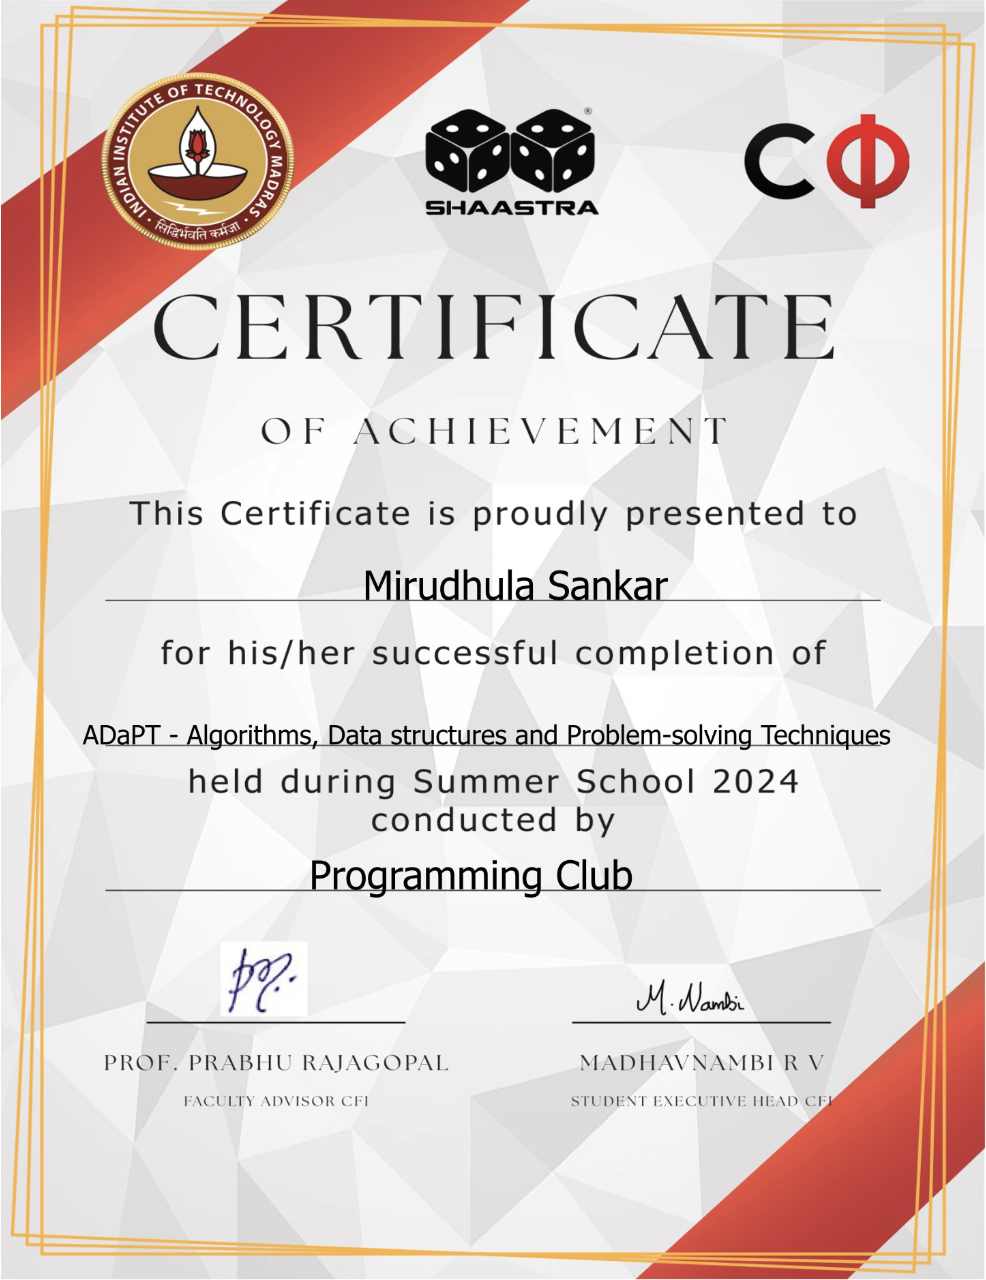 INDIAN INSTITUTE OF TECHNOLOGY MADRAS
सिद्धिर्भवति कर्मजा
®
SHAASTRA
CΦ
CERTIFICATE
OF ACHIEVEMENT
This Certificate is proudly presented to
Mirudhula Sankar
for his/her successful completion of
ADaPT - Algorithms, Data structures and Problem-solving Techniques
held during Summer School 2024
conducted by
Programming Club
M. Nambi
PROF. PRABHU RAJAGOPAL
MADHAVNAMBI R V
FACULTY ADVISOR CFI
STUDENT EXECUTIVE HEAD CFI